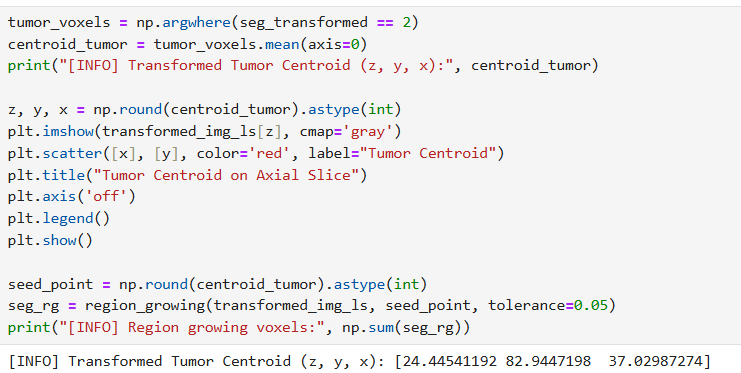 tumor_voxels = np.argwhere(seg_transformed == 2)
centroid_tumor = tumor_voxels.mean(axis=0)
print("[INFO] Transformed Tumor Centroid (z, y, x):", centroid_tumor)
z, y, x = np.round(centroid_tumor).astype(int)
plt.imshow(transformed_img_ls[z], cmap='gray')
plt.scatter([x], [y], color='red', label="Tumor Centroid")
plt.title("Tumor Centroid on Axial Slice")
plt.axis('off')
plt.legend()
plt.show()
seed_point = np.round(centroid_tumor).astype(int)
seg_rg = region_growing(transformed_img_ls, seed_point, tolerance=0.05)
print("[INFO] Region growing voxels:", np.sum(seg_rg))
[INFO] Transformed Tumor Centroid (z, y, x): [24.44541192 82.9447198  37.02987274]